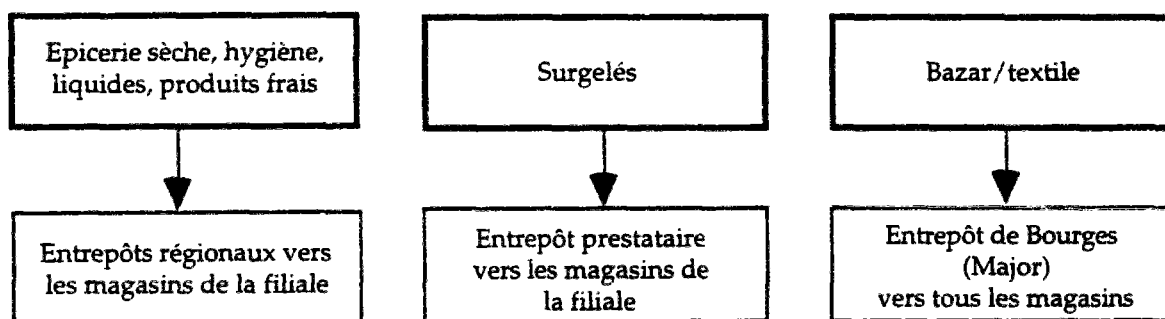 Epicerie sèche, hygiène,
liquides, produits frais
Surgelés
Bazar/textile
Entrepôts régionaux vers
les magasins de la filiale
Entrepôt prestataire
vers les magasins de
la filiale
Entrepôt de Bourges
(Major)
vers tous les magasins